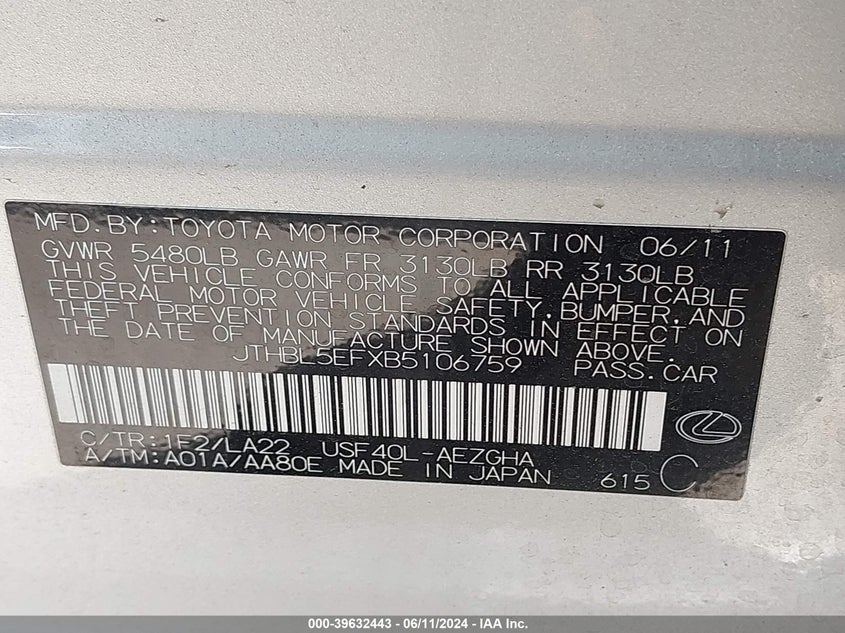 MFD. BY: TOYOTA MOTOR CORPORATION 06/11
GVWR 5480LB GAWR FR 3130LB RR 3130LB
THIS VEHICLE CONFORMS TO ALL APPLICABLE
FEDERAL MOTOR VEHICLE SAFETY, BUMPER, AND
THEFT PREVENTION STANDARDS IN EFFECT ON
THE DATE OF MANUFACTURE SHOWN ABOVE.
JTHBL5EFXB5106759 PASS. CAR
C/TR: 1F2/LA22 USF40L-AEZGHA
A/TM: A01A/AA80E MADE IN JAPAN 615 C
000-39632443 - 06/11/2024 - IAA Inc.